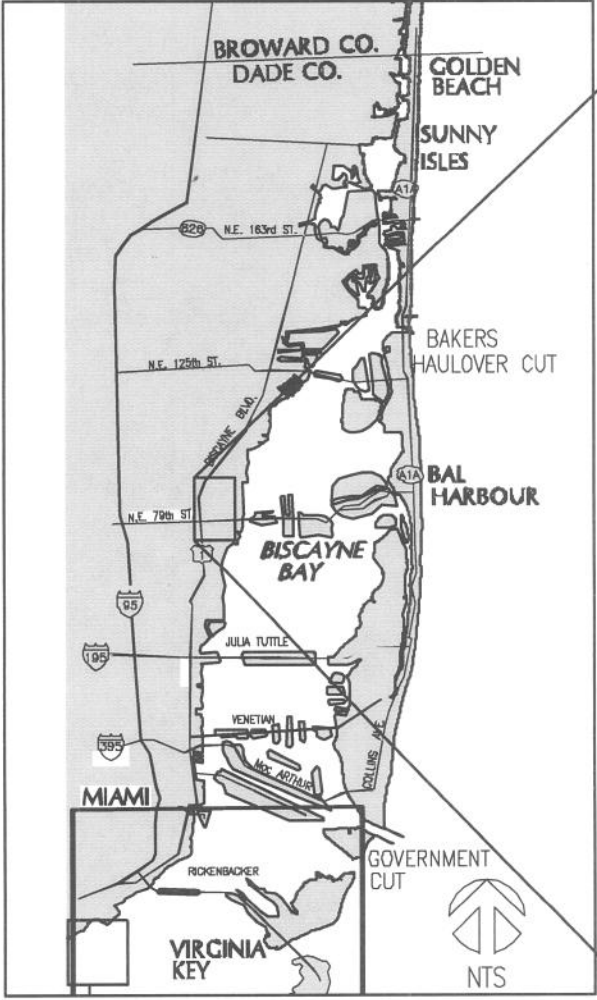 BROWARD CO.
DADE CO.
GOLDEN
BEACH
SUNNY
ISLES
A1A
826
N.E. 163rd ST.
BAKERS
HAULOVER CUT
N.E. 125th ST.
BISCAYNE BLVD.
A1A
BAL
HARBOUR
N.E. 79th ST.
BISCAYNE
BAY
1
95
JULIA TUTTLE
195
VENETIAN
395
MAC ARTHUR
COLLINS AVE.
MIAMI
GOVERNMENT
CUT
RICKENBACKER
VIRGINIA
KEY
NTS